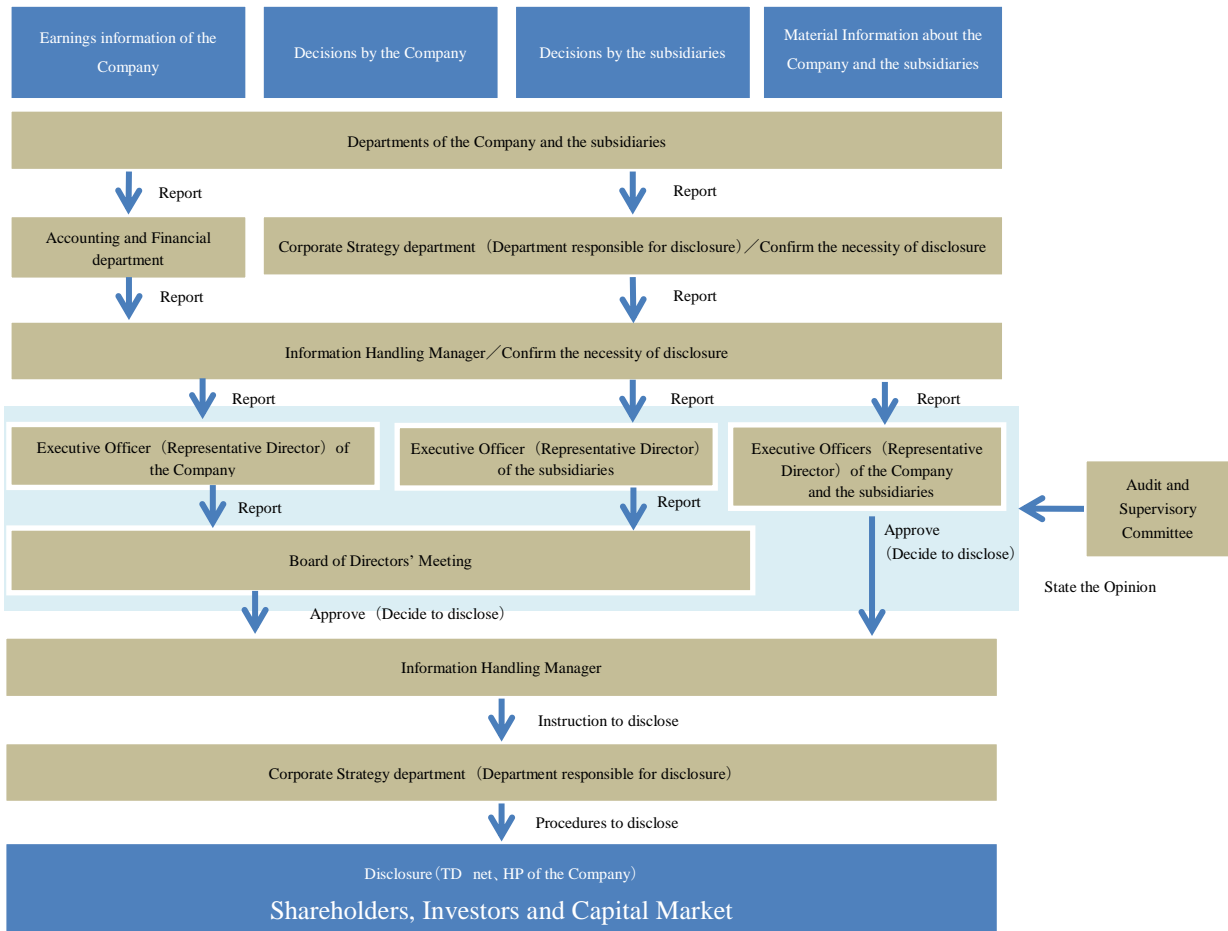 Earnings information of the
Company
Decisions by the Company
Decisions by the subsidiaries
Material Information about the
Company and the subsidiaries
Departments of the Company and the subsidiaries
Report
Report
Accounting and Financial
department
Corporate Strategy department（Department responsible for disclosure）／Confirm the necessity of disclosure
Report
Report
Information Handling Manager／Confirm the necessity of disclosure
Report
Report
Report
Executive Officer（Representative Director）of
the Company
Executive Officer（Representative Director）
of the subsidiaries
Executive Officers（Representative
Director）of the Company
and the subsidiaries
Audit and
Supervisory
Committee
Report
Report
Approve
（Decide to disclose）
Board of Directors’ Meeting
State the Opinion
Approve（Decide to disclose）
Information Handling Manager
Instruction to disclose
Corporate Strategy department（Department responsible for disclosure）
Procedures to disclose
Disclosure（TD net、HP of the Company）
Shareholders, Investors and Capital Market